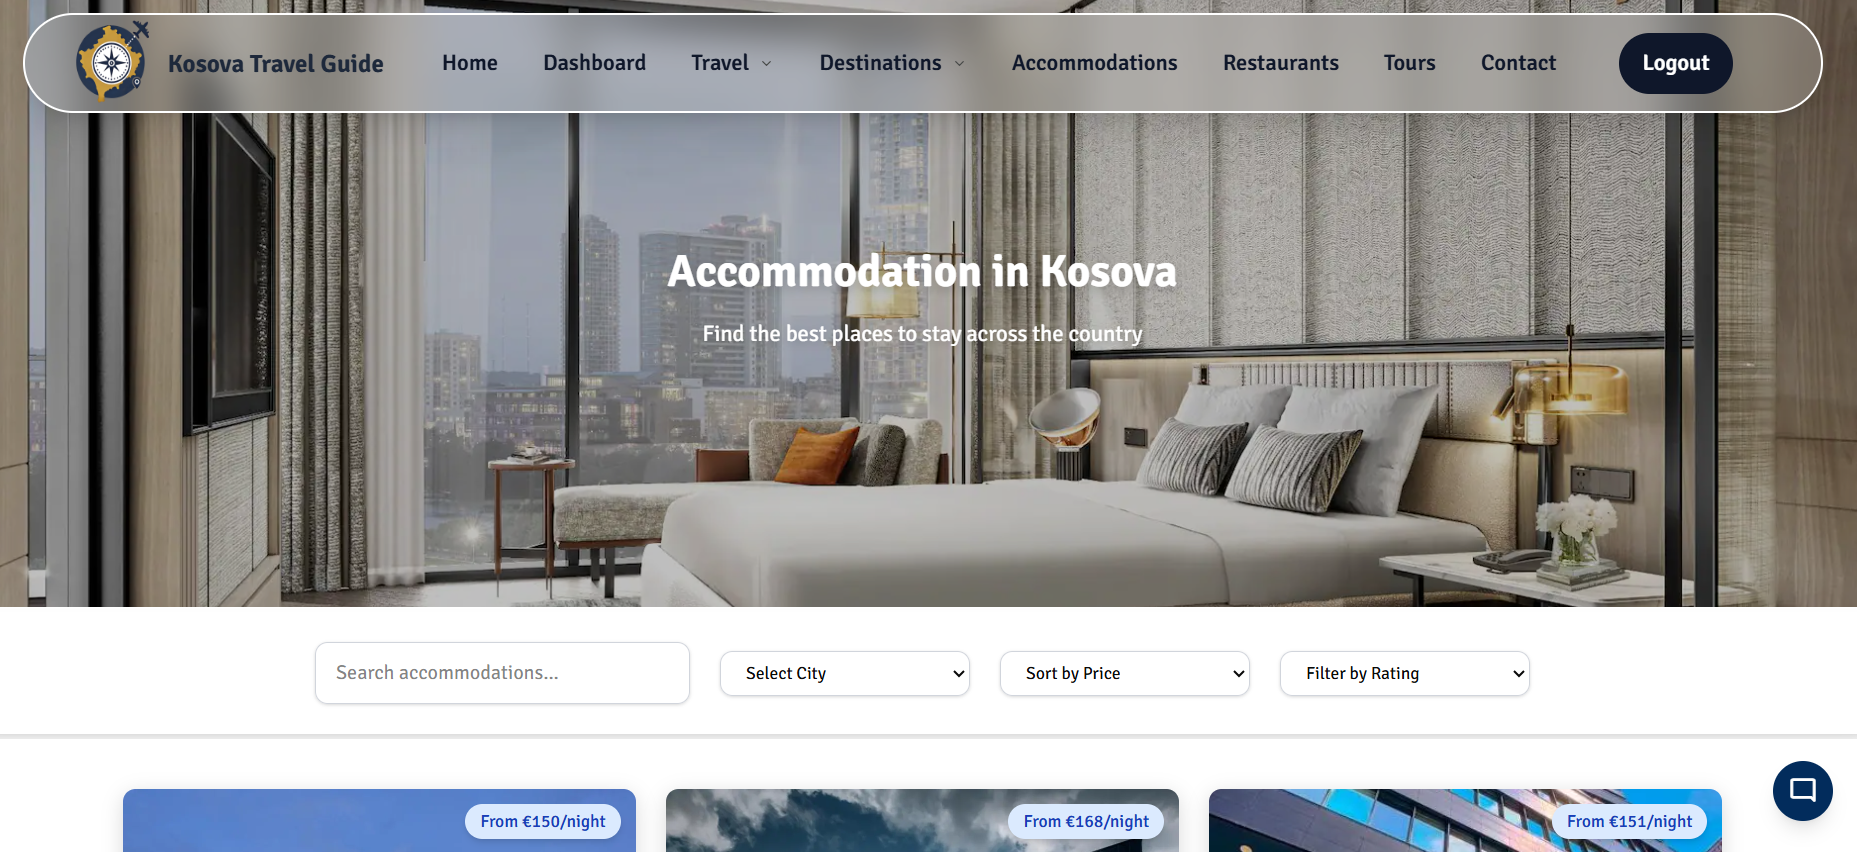 Kosova Travel Guide
Home
Dashboard
Travel
Destinations
Accommodations
Restaurants
Tours
Contact
Logout
Accommodation in Kosova
Find the best places to stay across the country
Search accommodations...
Select City
Sort by Price
Filter by Rating
From €150/night
From €168/night
From €151/night